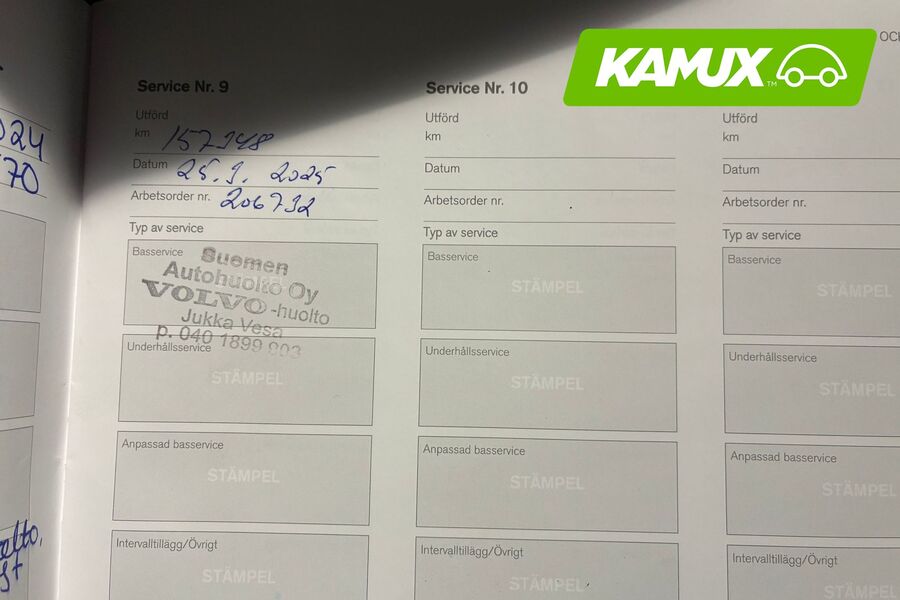 KAMUX
TM
Service Nr. 9
Utförd
km 157348
Datum 25.9. 2025
Arbetsorder nr. 206732
Typ av service
Basservice
Suemen
Autohuolto Oy
VOLVO -huolto
Jukka Vesa
p. 040 1899 903
Underhållsservice
STÄMPEL
Anpassad basservice
STÄMPEL
Intervalltillägg/Övrigt
STÄMPEL
Service Nr. 10
Utförd
km
Datum
Arbetsorder nr.
Typ av service
Basservice
STÄMPEL
Underhållsservice
STÄMPEL
Anpassad basservice
STÄMPEL
Intervalltillägg/Övrigt
STÄMPEL
Utförd
km
Datum
Arbetsorder nr.
Typ av service
Basservice
STÄMPEL
Underhållsservice
STÄMPEL
Anpassad basservice
STÄMPEL
Intervalltillägg/Övrigt
STÄMPEL